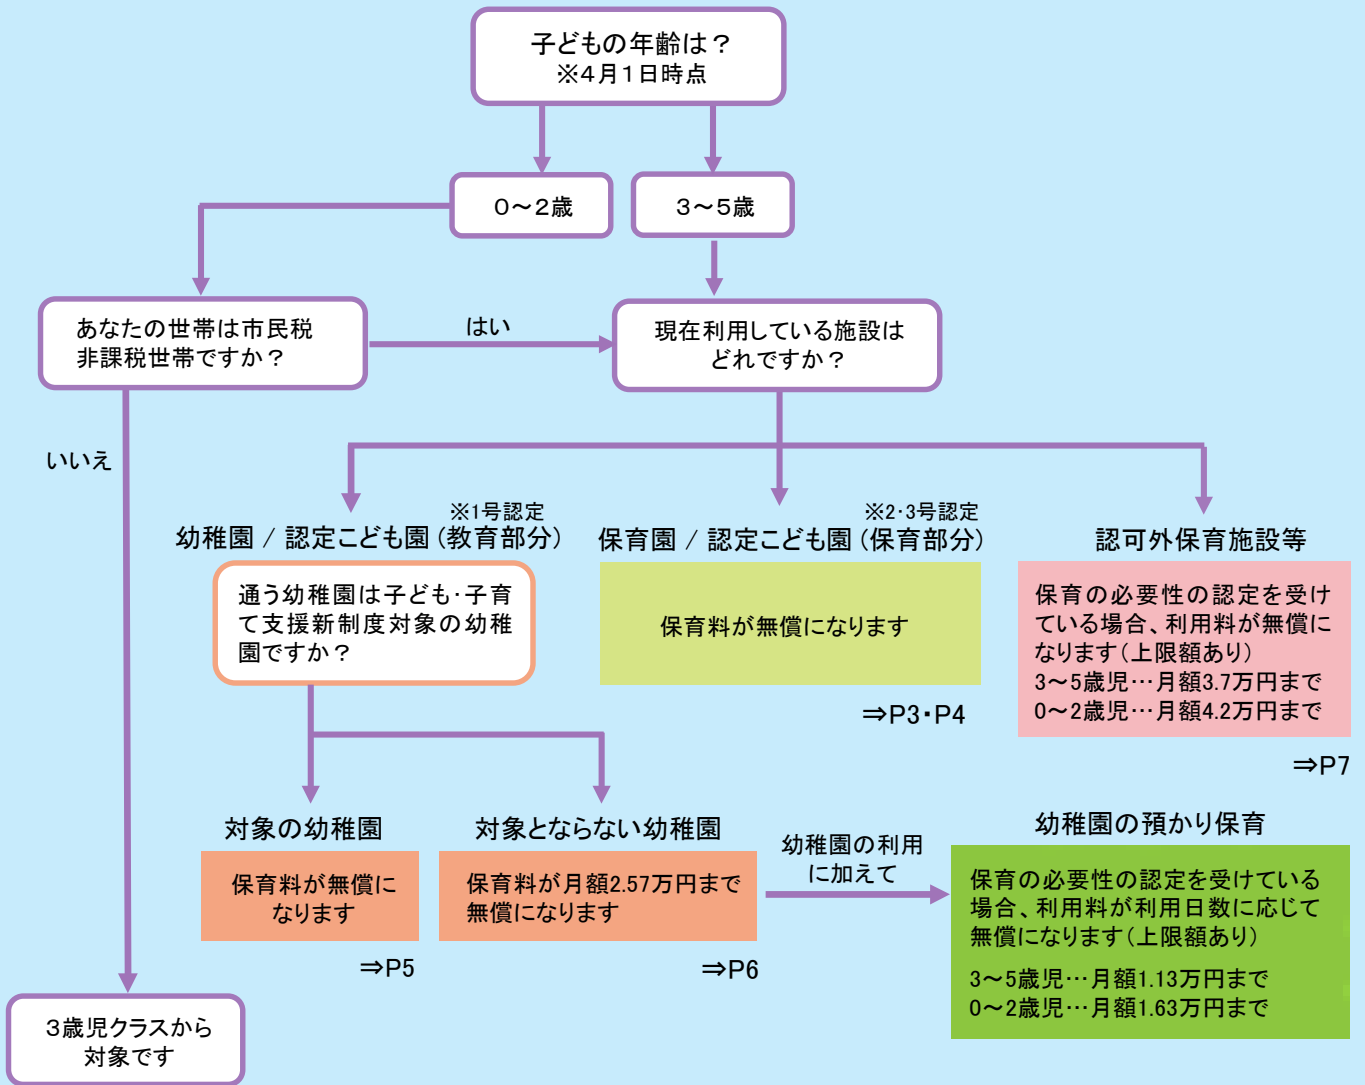 子どもの年齢は？
※4月1日時点
0～2歳
3～5歳
あなたの世帯は市民税
非課税世帯ですか？
はい
現在利用している施設は
どれですか？
いいえ
※1号認定
幼稚園 / 認定こども園（教育部分）
※2・3号認定
保育園 / 認定こども園（保育部分）
認可外保育施設等
通う幼稚園は子ども・子育
て支援新制度対象の幼稚
園ですか？
保育料が無償になります
⇒P3・P4
保育の必要性の認定を受け
ている場合、利用料が無償に
なります（上限額あり）
3～5歳児…月額3.7万円まで
0～2歳児…月額4.2万円まで
⇒P7
対象の幼稚園
保育料が無償に
なります
⇒P5
対象とならない幼稚園
保育料が月額2.57万円まで
無償になります
⇒P6
幼稚園の利用
に加えて
幼稚園の預かり保育
保育の必要性の認定を受けている
場合、利用料が利用日数に応じて
無償になります（上限額あり）
3～5歳児…月額1.13万円まで
0～2歳児…月額1.63万円まで
3歳児クラスから
対象です